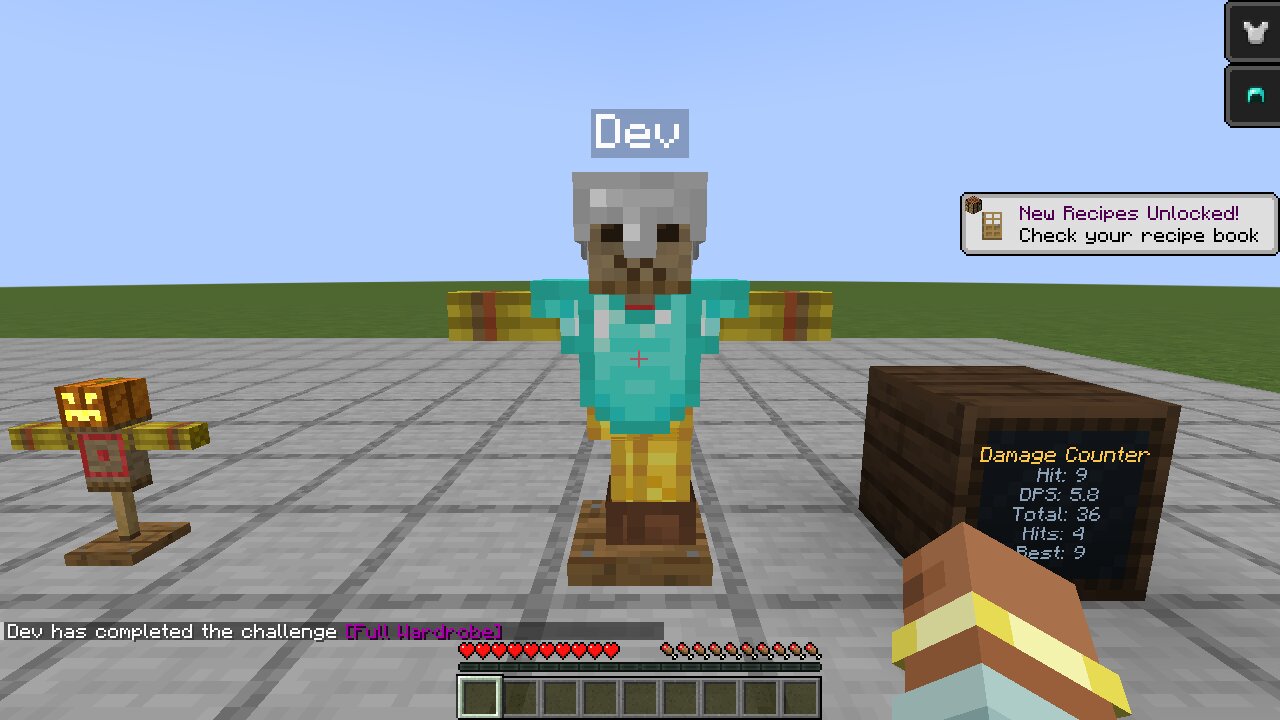 Dev
New Recipes Unlocked!
Check your recipe book
Damage Counter
Hit: 9
DPS: 5.8
Total: 36
Hits: 4
Best: 9
Dev has completed the challenge [Full Wardrobe]